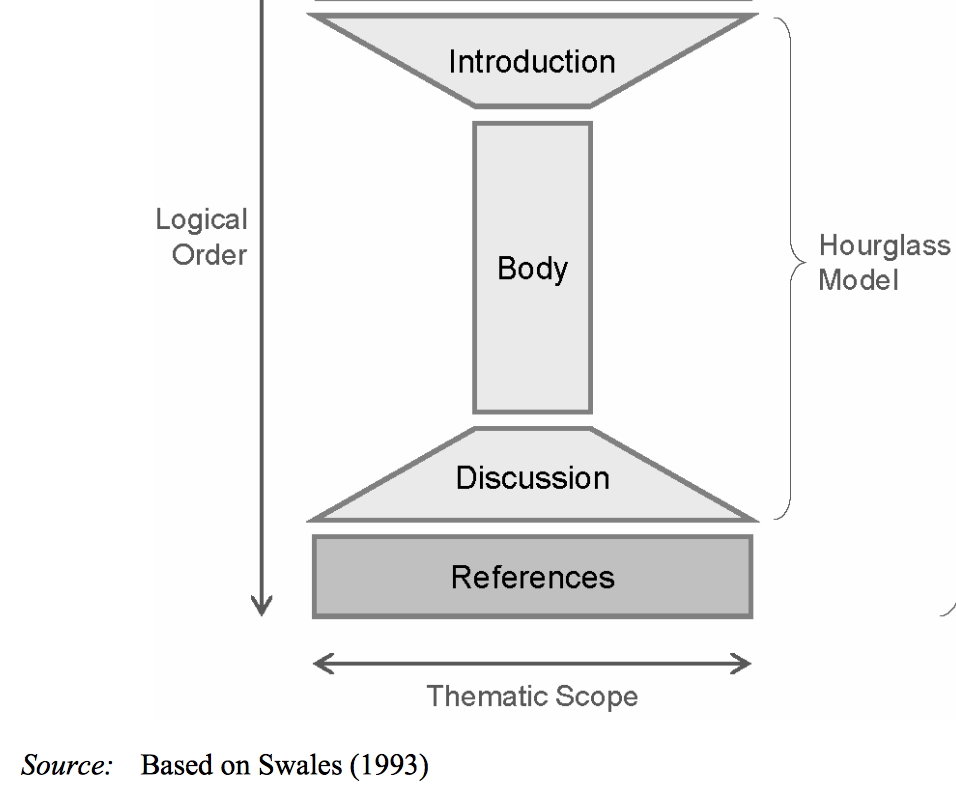 Introduction
Logical
Order
Body
Hourglass
Model
Discussion
References
Thematic Scope
Source: Based on Swales (1993)